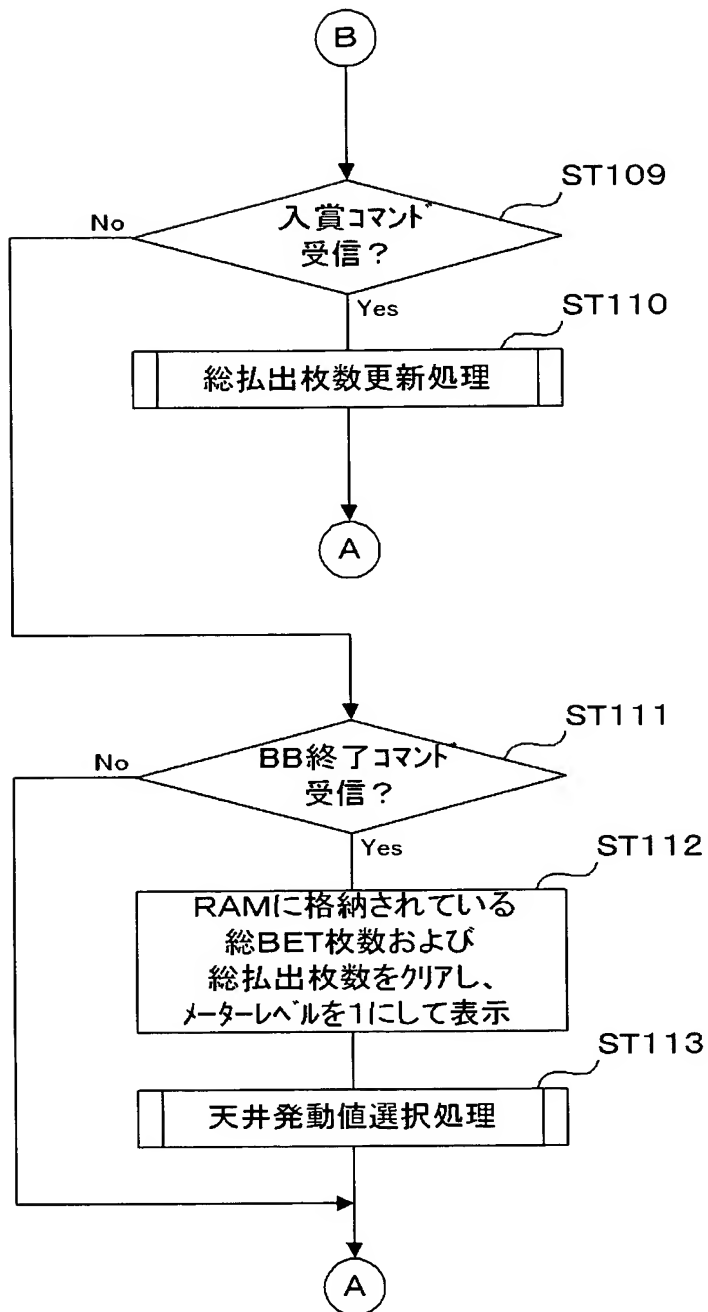 B
ST109
入賞コマンド
受信？
No
Yes
ST110
総払出枚数更新処理
A
ST111
BB終了コマンド
受信？
No
Yes
ST112
RAMに格納されている
総BET枚数および
総払出枚数をクリアし、
メーターレベルを1にして表示
ST113
天井発動値選択処理
A